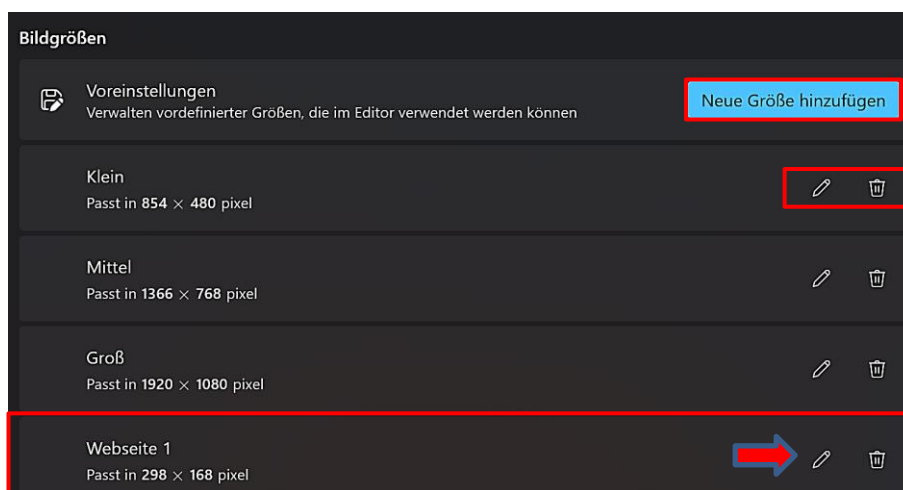 Bildgrößen
Voreinstellungen
Verwalten vordefinierter Größen, die im Editor verwendet werden können
Neue Größe hinzufügen
Klein
Passt in 854 × 480 pixel
Mittel
Passt in 1366 × 768 pixel
Groß
Passt in 1920 × 1080 pixel
Webseite 1
Passt in 298 × 168 pixel